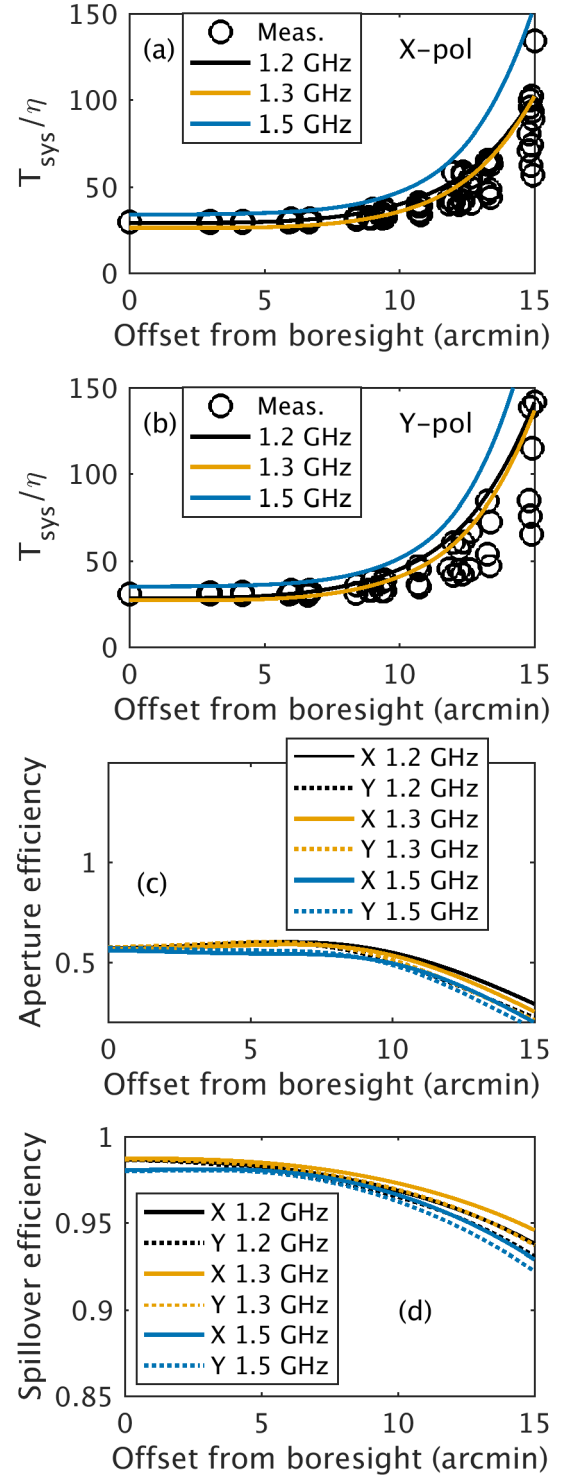 150
(a)
Meas.
1.2 GHz
1.3 GHz
1.5 GHz
X-pol
100
50
0
T_sys/η
0 5 10 15
Offset from boresight (arcmin)
150
(b)
Meas.
1.2 GHz
1.3 GHz
1.5 GHz
Y-pol
100
50
0
T_sys/η
0 5 10 15
Offset from boresight (arcmin)
X 1.2 GHz
Y 1.2 GHz
X 1.3 GHz
Y 1.3 GHz
X 1.5 GHz
Y 1.5 GHz
1
(c)
0.5
Aperture efficiency
0 5 10 15
Offset from boresight (arcmin)
1
0.95
0.9
0.85
Spillover efficiency
X 1.2 GHz
Y 1.2 GHz
X 1.3 GHz
Y 1.3 GHz
X 1.5 GHz
Y 1.5 GHz
(d)
0 5 10 15
Offset from boresight (arcmin)